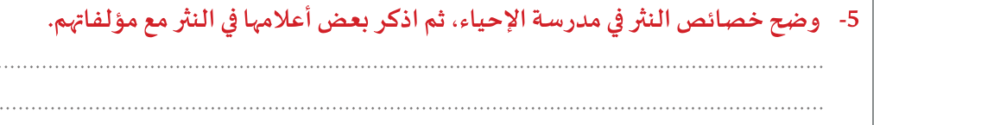 5- وضح خصائص النثر في مدرسة الإحياء، ثم اذكر بعض أعلامها في النثر مع مؤلفاتهم.